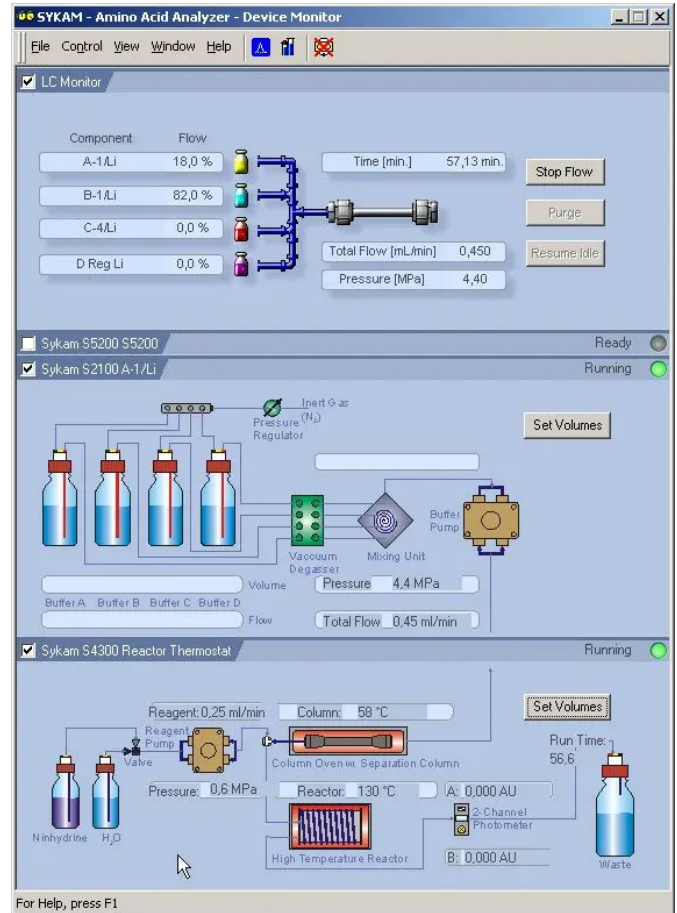 SYKAM - Amino Acid Analyzer - Device Monitor
File Control View Window Help
LC Monitor
Component Flow
A-1/Li 18,0 % Time [min.] 57,13 min. Stop Flow
B-1/Li 82,0 % Purge
C-4/Li 0,0 % Total Flow [mL/min] 0,450 Resume Idle
D Reg Li 0,0 % Pressure [MPa] 4,40
Sykam S5200 S5200 Ready
Sykam S2100 A-1/Li Running
Inert Gas
(N2)
Pressure
Regulator
Set Volumes
Buffer
Pump
Vaccuum
Degasser
Mixing Unit
Volume Pressure 4,4 MPa
Buffer A Buffer B Buffer C Buffer D
Flow Total Flow 0,45 ml/min
Sykam S4300 Reactor Thermostat Running
Reagent: 0,25 ml/min Column: 58 °C Set Volumes
Reagent
Pump
Valve
Run Time:
56,6
Column Oven w. Separation Column
Pressure: 0,6 MPa Reactor: 130 °C A: 0,000 AU
2-Channel
Photometer
Ninhydrine H2O
High Temperature Reactor B: 0,000 AU Waste
For Help, press F1